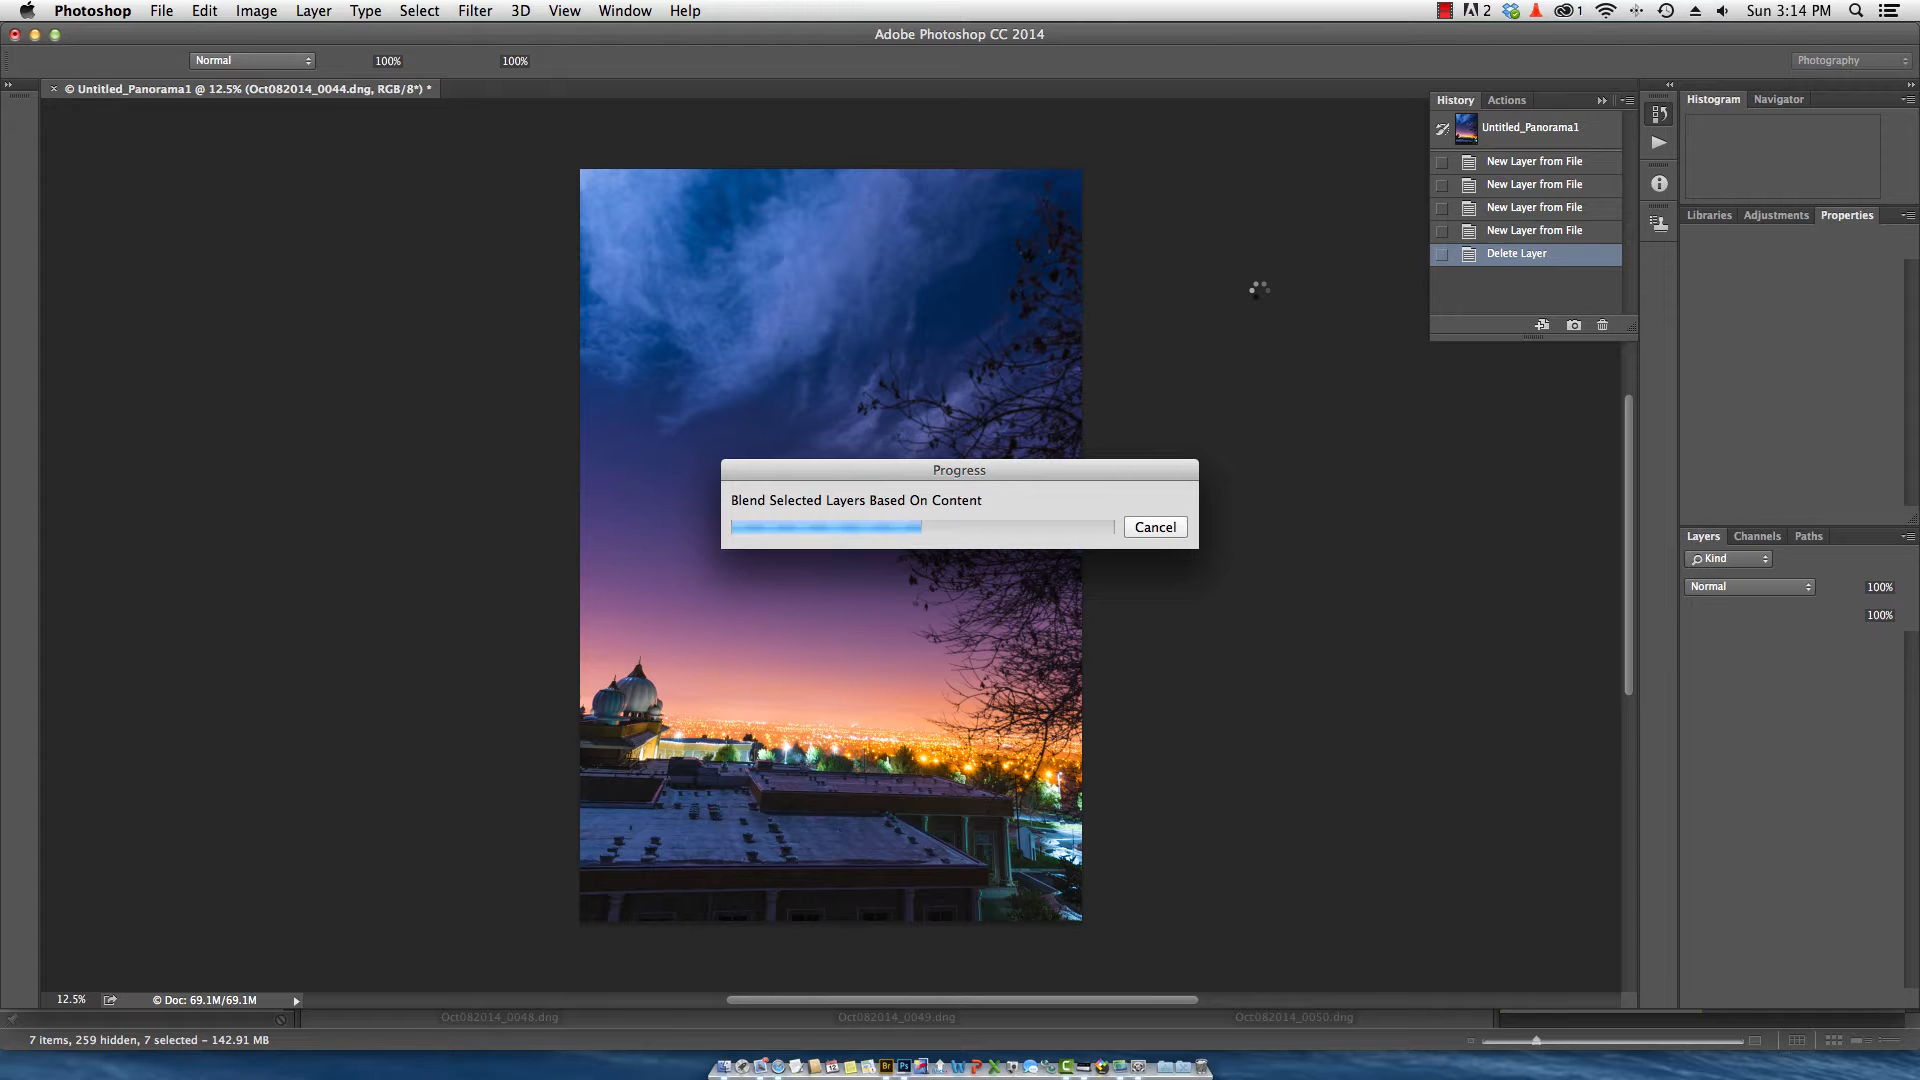 Photoshop File Edit Image Layer Type Select Filter 3D View Window Help 2 1 Sun 3:14 PM
Adobe Photoshop CC 2014
Normal 100% 100% Photography
× © Untitled_Panorama1 @ 12.5% (Oct082014_0044.dng, RGB/8*) *
History Actions
Untitled_Panorama1
New Layer from File
New Layer from File
New Layer from File
New Layer from File
Delete Layer
Histogram Navigator
Libraries Adjustments Properties
Progress
Blend Selected Layers Based On Content
Cancel
Layers Channels Paths
Kind
Normal 100%
100%
12.5% © Doc: 69.1M/69.1M
Oct082014_0048.dng Oct082014_0049.dng Oct082014_0050.dng
7 items, 259 hidden, 7 selected - 142.91 MB
Br Ps